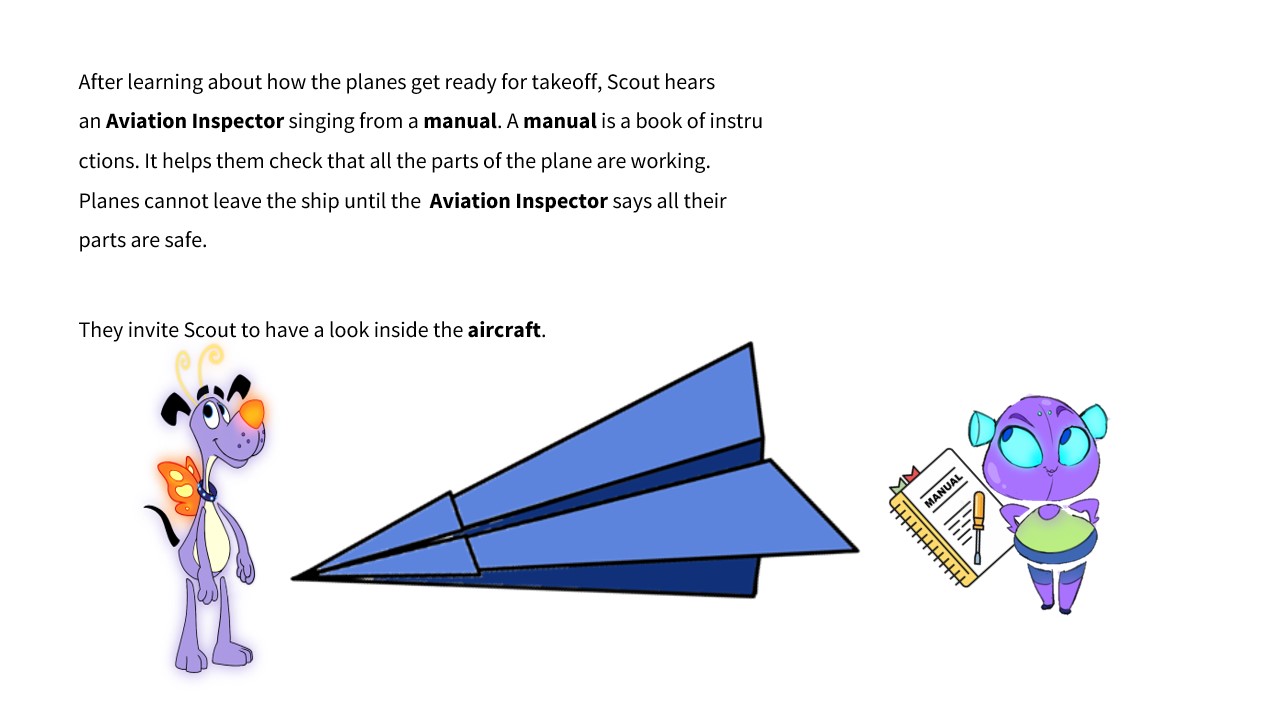 After learning about how the planes get ready for takeoff, Scout hears
an Aviation Inspector singing from a manual. A manual is a book of instru
ctions. It helps them check that all the parts of the plane are working.
Planes cannot leave the ship until the  Aviation Inspector says all their
parts are safe.
They invite Scout to have a look inside the aircraft.
MANUAL